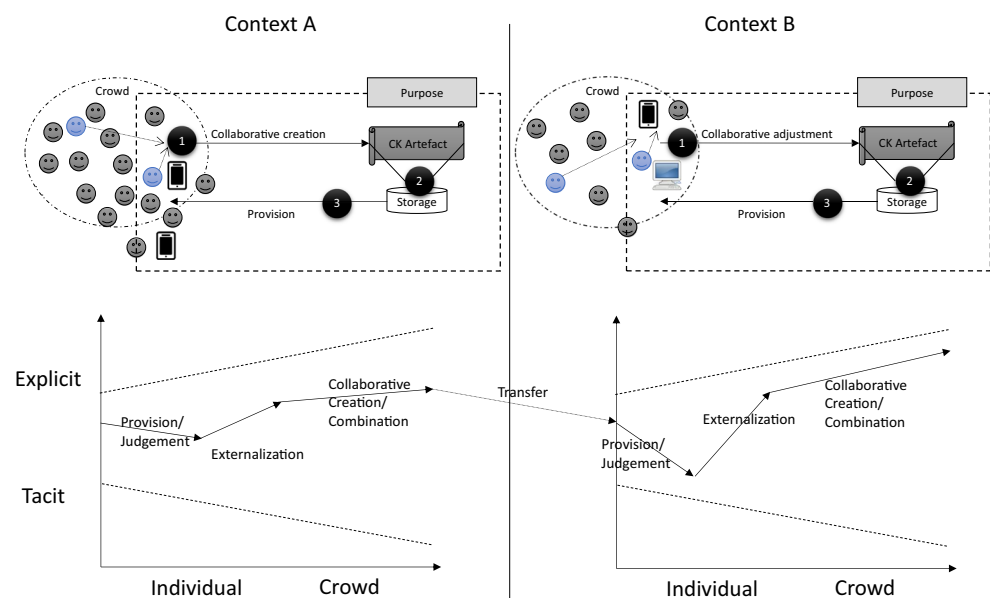 Context A
Crowd
Purpose
1
Collaborative creation
CK Artefact
2
Storage
3
Provision
Context B
Crowd
Purpose
1
Collaborative adjustment
CK Artefact
2
Storage
3
Provision
Explicit
Tacit
Provision/
Judgement
Externalization
Collaborative
Creation/
Combination
Transfer
Individual
Crowd
Provision/
Judgement
Externalization
Collaborative
Creation/
Combination
Individual
Crowd